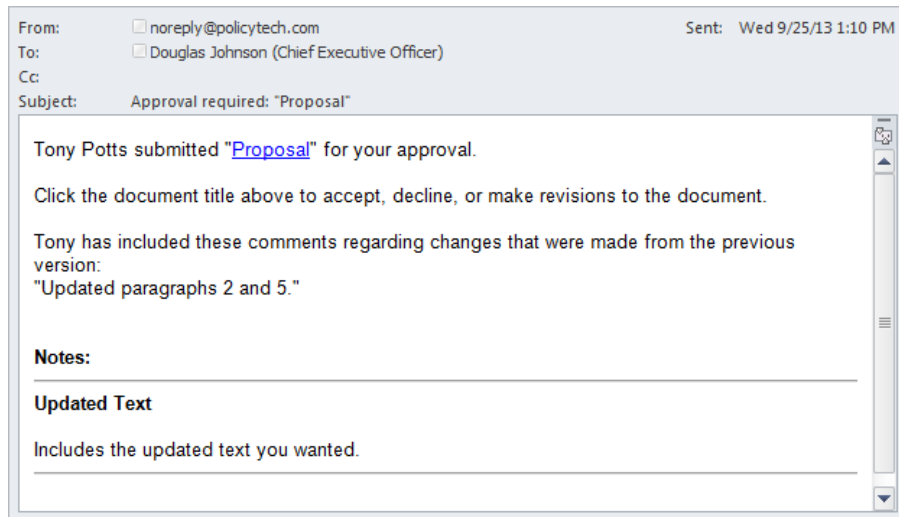 From: noreply@policytech.com Sent: Wed 9/25/13 1:10 PM
To: Douglas Johnson (Chief Executive Officer)
Cc:
Subject: Approval required: "Proposal"
Tony Potts submitted "Proposal" for your approval.
Click the document title above to accept, decline, or make revisions to the document.
Tony has included these comments regarding changes that were made from the previous
version:
"Updated paragraphs 2 and 5."
Notes:
Updated Text
Includes the updated text you wanted.